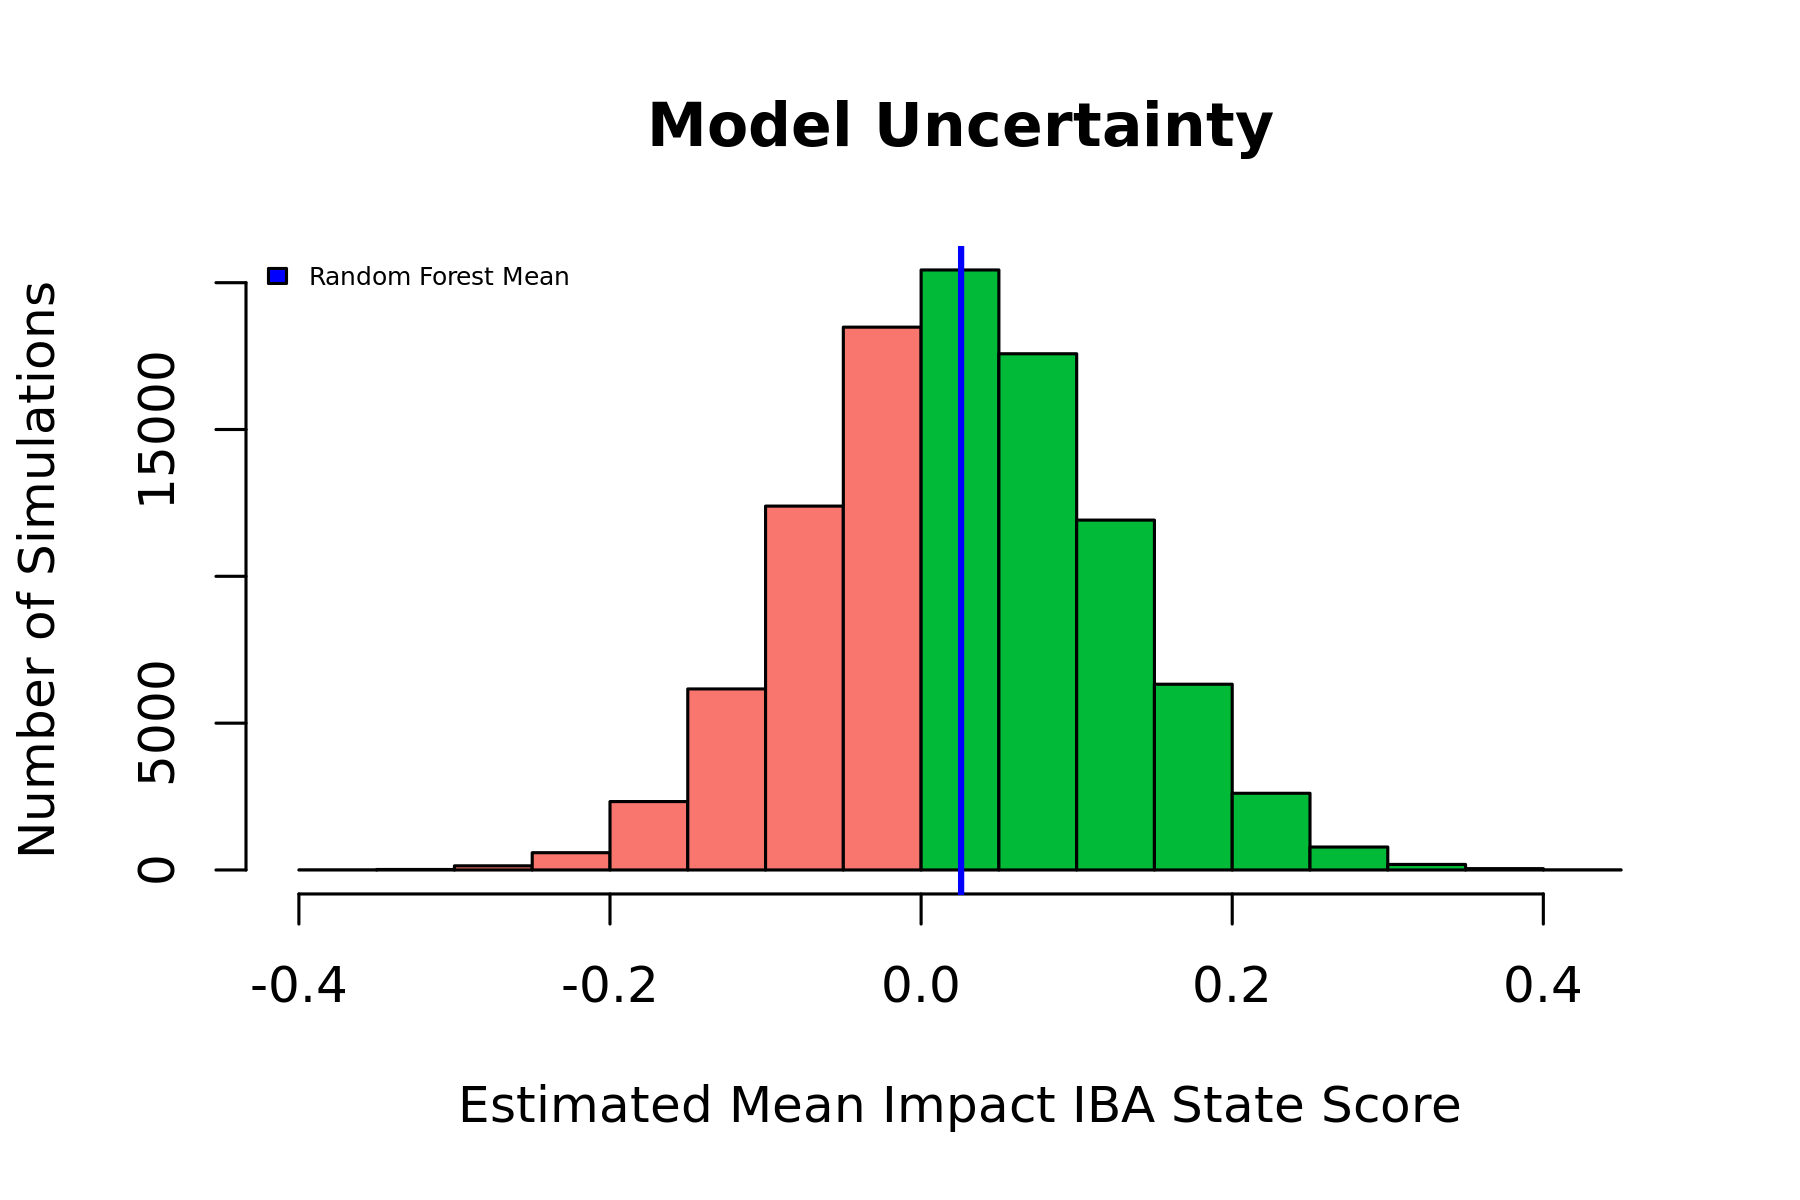 Model Uncertainty
Random Forest Mean
Number of Simulations
15000
5000
0
-0.4 -0.2 0.0 0.2 0.4
Estimated Mean Impact IBA State Score